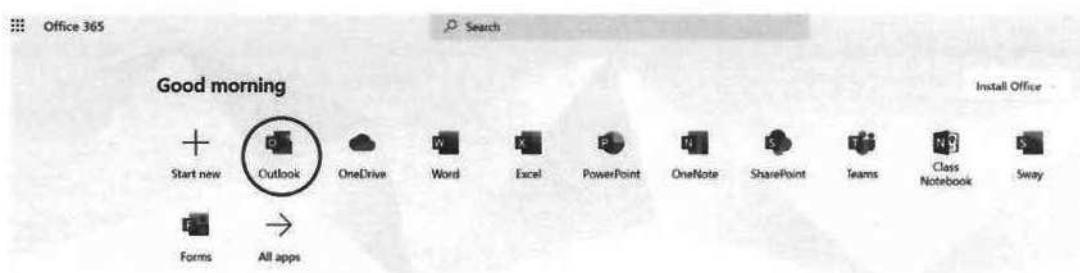 Office 365
Search
Good morning
Install Office
Start new Outlook OneDrive Word Excel PowerPoint OneNote SharePoint Teams Class Notebook Sway
Forms All apps